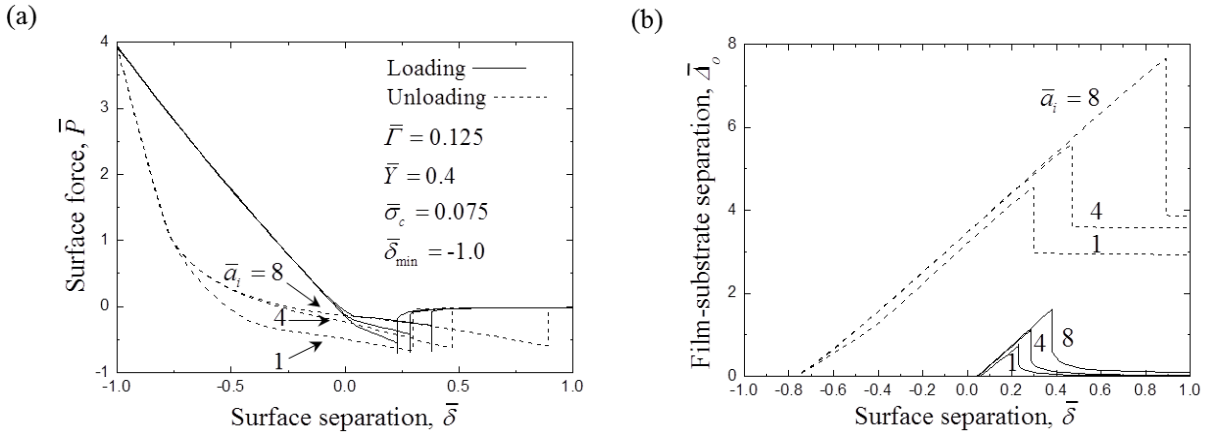 (a)
4
3
2
1
0
-1
-1.0 -0.5 0.0 0.5 1.0
Surface force, P̅
Surface separation, δ̅
Loading
Unloading
Γ̅ = 0.125
Y̅ = 0.4
σ̅c = 0.075
δ̅min = -1.0
a̅i = 8
4
1
(b)
8
6
4
2
0
-1.0 -0.8 -0.6 -0.4 -0.2 0.0 0.2 0.4 0.6 0.8 1.0
Film-substrate separation, Δ̅o
Surface separation, δ̅
a̅i = 8
4
1
1 4 8